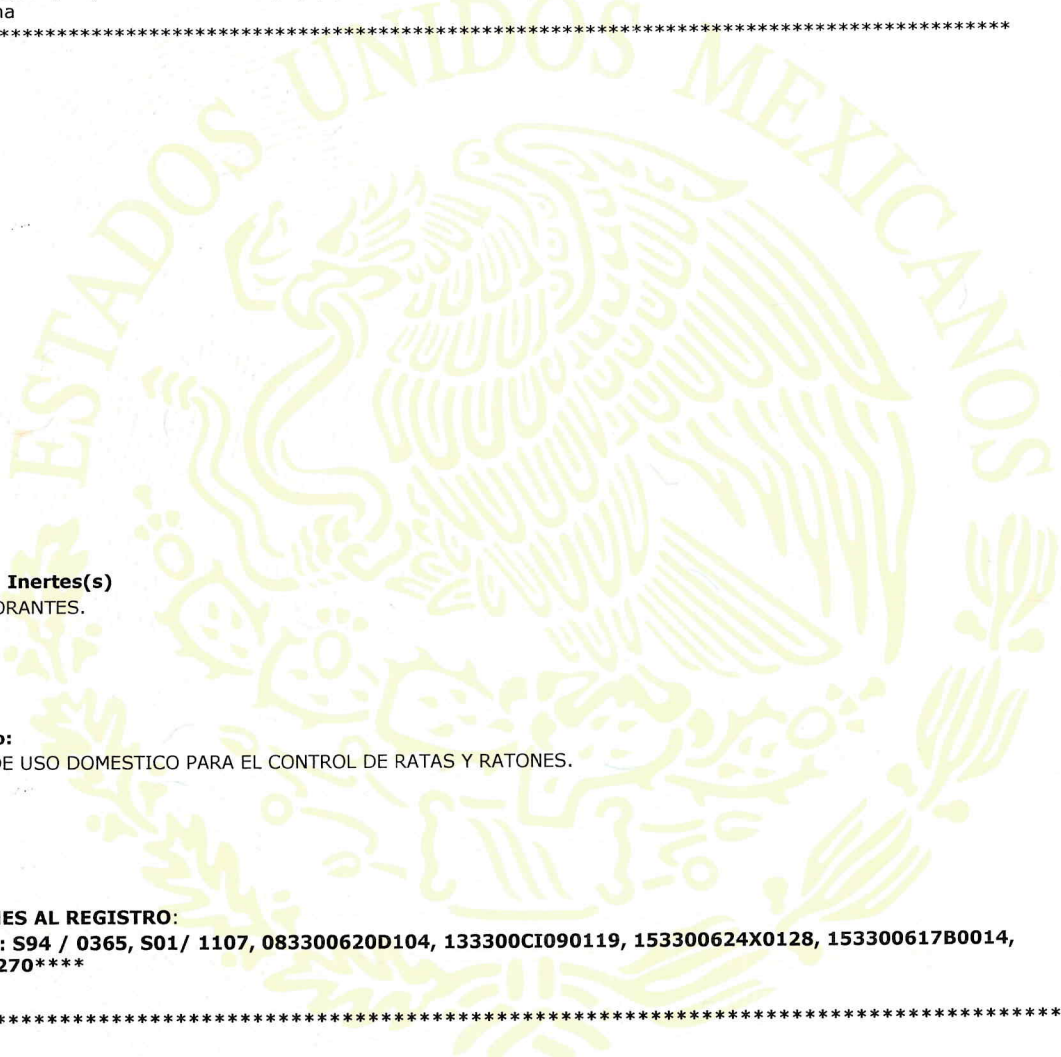 na
****************************************************************************************
ESTADOS UNIDOS MEXICANOS
Inertes(s)
ORANTES.
o:
DE USO DOMESTICO PARA EL CONTROL DE RATAS Y RATONES.
NES AL REGISTRO:
: S94 / 0365, S01/ 1107, 083300620D104, 133300CI090119, 153300624X0128, 153300617B0014,
270****
****************************************************************************************